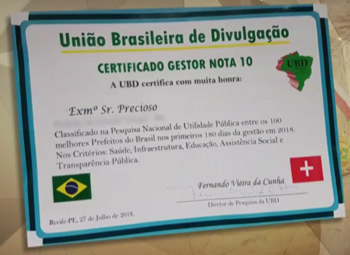 União Brasileira de Divulgação
CERTIFICADO GESTOR NOTA 10
A UBD certifica com muita honra:
UBD
Exmº Sr. Precioso
Classificado na Pesquisa Nacional de Utilidade Pública entre os 100
melhores Prefeitos do Brasil nos primeiros 180 dias da gestão em 2018.
Nos Critérios: Saúde, Infraestrutura, Educação, Assistência Social e
Transparência Pública.
Fernando Vieira da Cunha
Diretor de Pesquisa da UBD
Recife-PE, 27 de Julho de 2018.